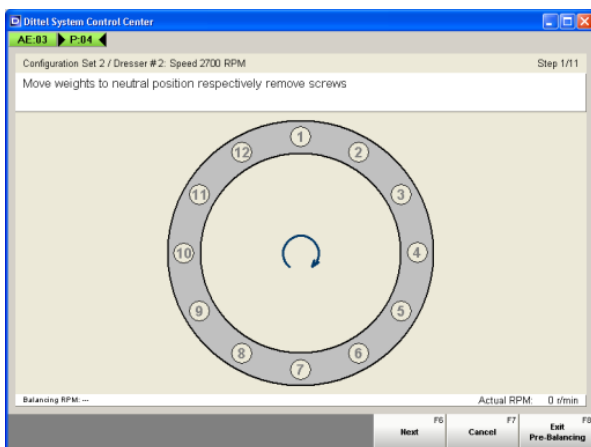 Dittel System Control Center
AE:03 P:04
Configuration Set 2 / Dresser #2: Speed 2700 RPM Step 1/11
Move weights to neutral position respectively remove screws
1
12 2
11 3
10 4
9 5
8 6
7
Balancing RPM: -- Actual RPM: 0 r/min
F6 F7 F8
Next Cancel Exit
Pre-Balancing